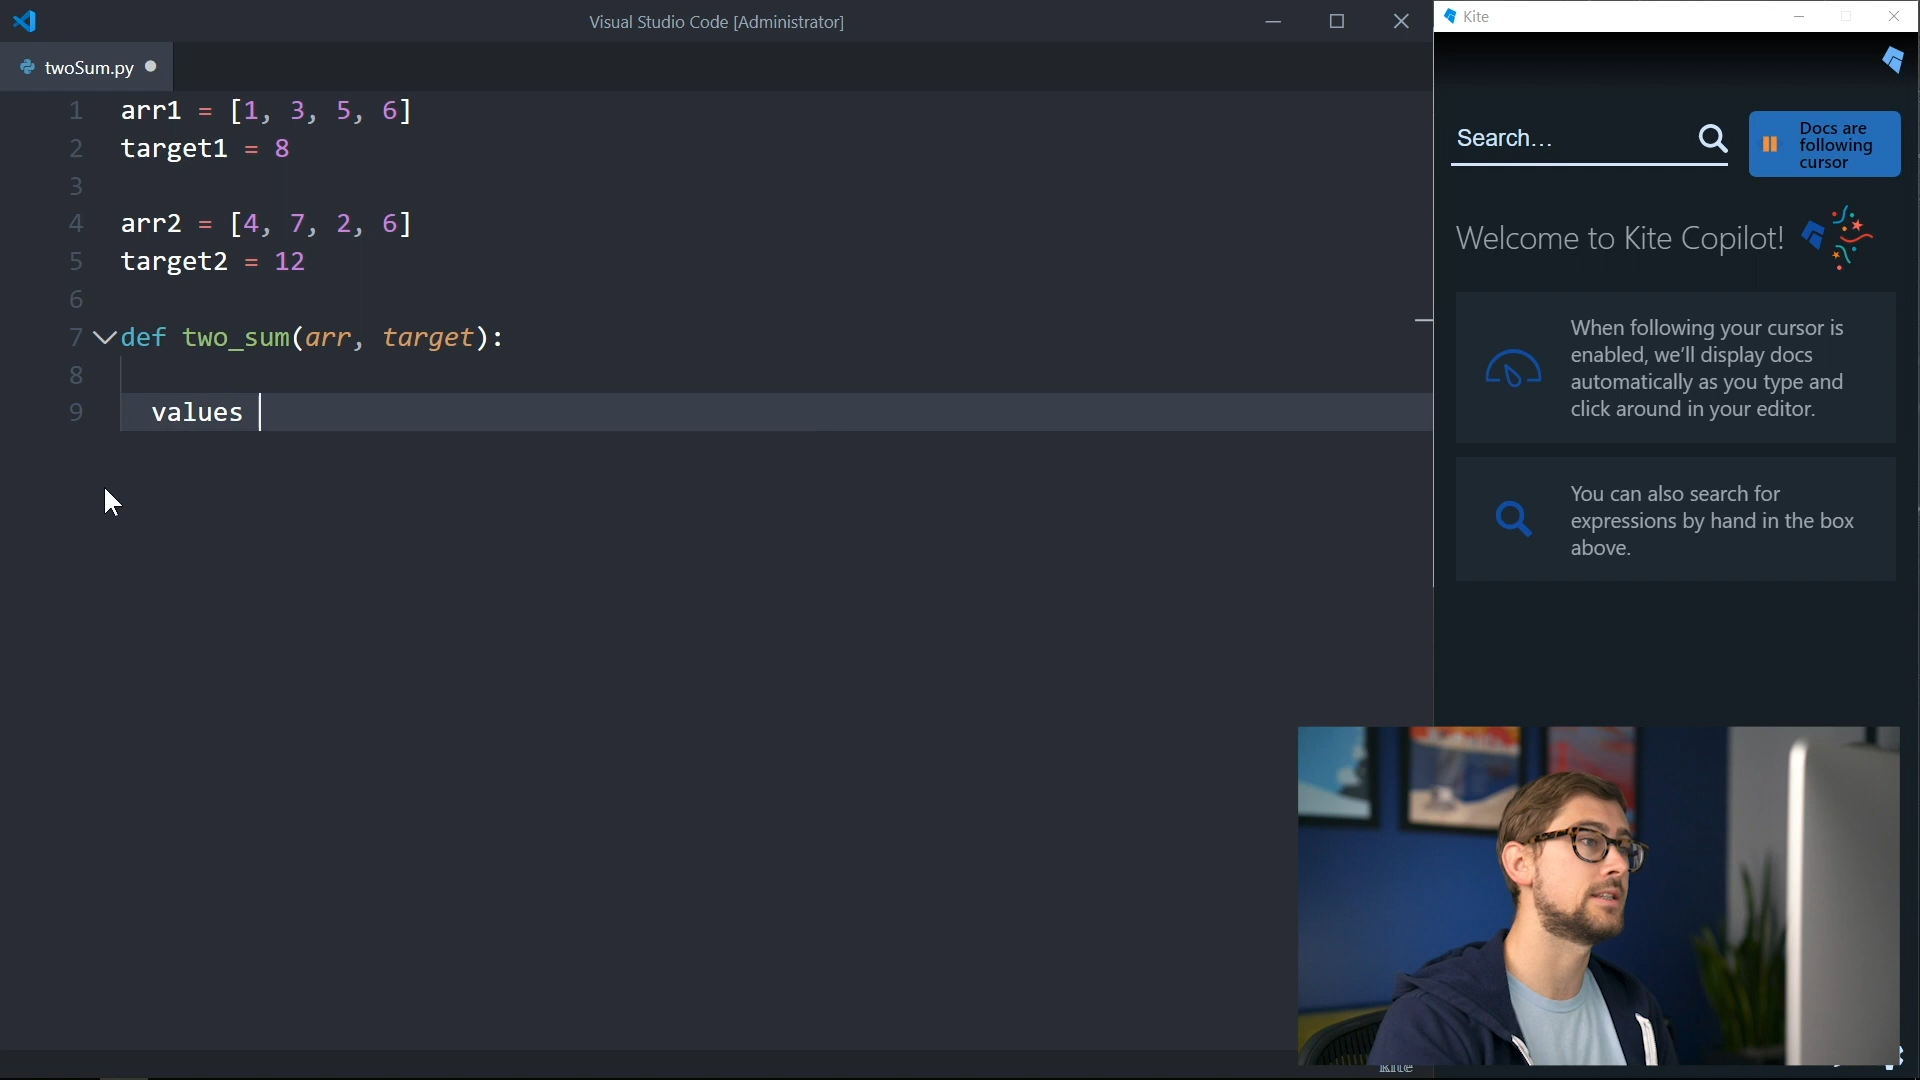 Visual Studio Code [Administrator]
twoSum.py
1 arr1 = [1, 3, 5, 6]
2 target1 = 8
3
4 arr2 = [4, 7, 2, 6]
5 target2 = 12
6
7 def two_sum(arr, target):
8
9 values
Kite
Search...
Docs are
following
cursor
Welcome to Kite Copilot!
When following your cursor is
enabled, we'll display docs
automatically as you type and
click around in your editor.
You can also search for
expressions by hand in the box
above.
kite